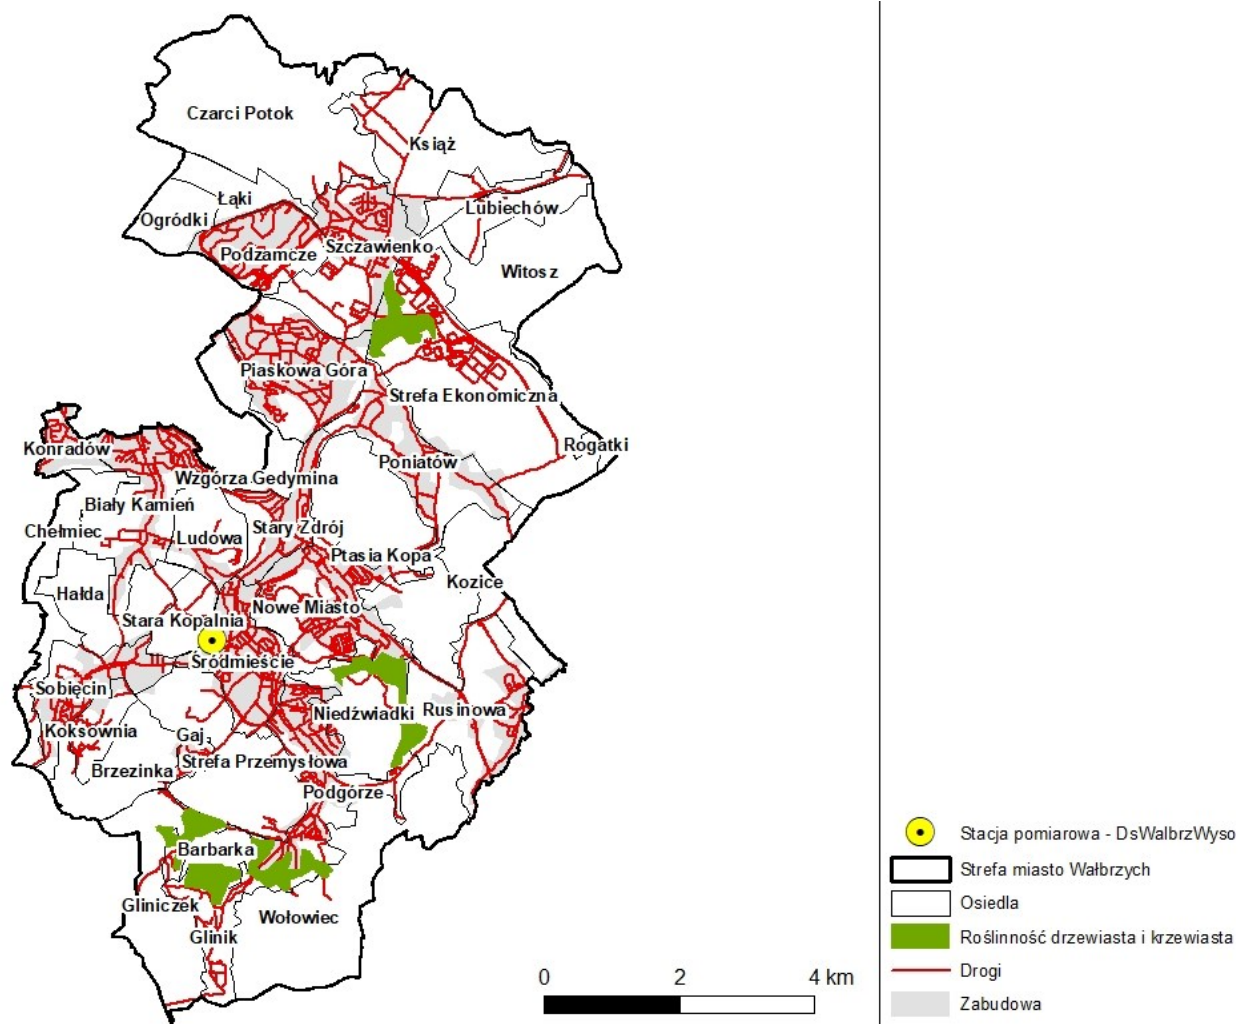 Czarci Potok
Książ
Łąki
Lubiechów
Ogródki
Szczawienko
Podzamcze
Witosz
Piaskowa Góra
Strefa Ekonomiczna
Rogatki
Konradów
Poniatów
Wzgórza Gedymina
Biały Kamień
Stary Zdrój
Chełmiec
Ludowa
Ptasia Kopa
Kozice
Hałda
Nowe Miasto
Stara Kopalnia
Śródmieście
Sobięcin
Niedźwiadki
Rusinowa
Koksownia
Gaj
Strefa Przemysłowa
Brzezinka
Podgórze
Barbarka
Gliniczek
Wołowiec
Glinik
0 2 4 km
Stacja pomiarowa - DsWalbrzWyso
Strefa miasto Wałbrzych
Osiedla
Roślinność drzewiasta i krzewiasta
Drogi
Zabudowa